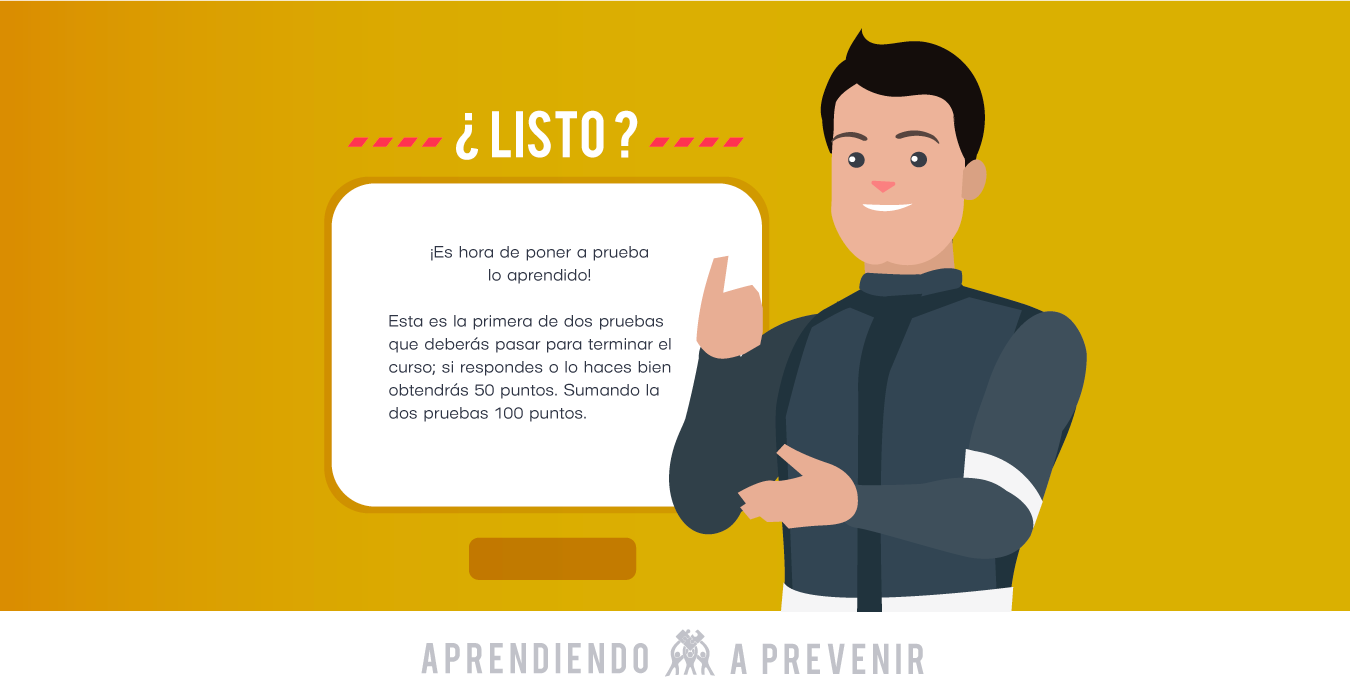 ¿LISTO?
¡Es hora de poner a prueba
lo aprendido!
Esta es la primera de dos pruebas
que deberás pasar para terminar el
curso; si respondes o lo haces bien
obtendrás 50 puntos. Sumando la
dos pruebas 100 puntos.
APRENDIENDO A PREVENIR